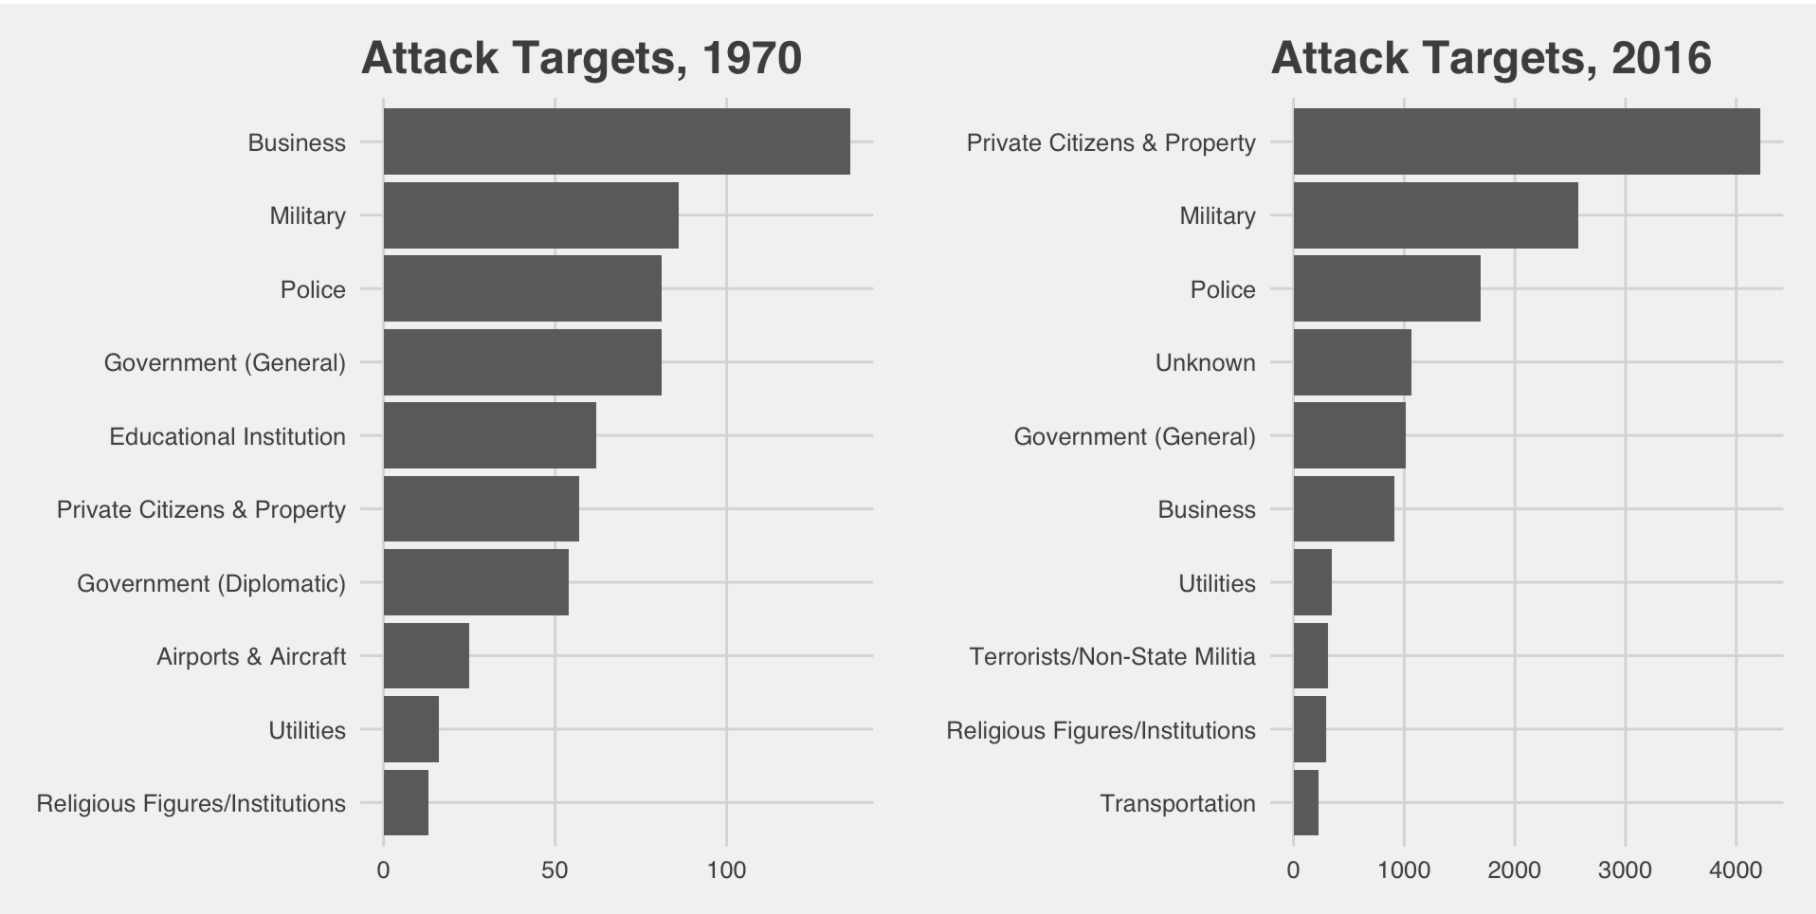 Attack Targets, 1970
Business
Military
Police
Government (General)
Educational Institution
Private Citizens & Property
Government (Diplomatic)
Airports & Aircraft
Utilities
Religious Figures/Institutions
0 50 100
Attack Targets, 2016
Private Citizens & Property
Military
Police
Unknown
Government (General)
Business
Utilities
Terrorists/Non-State Militia
Religious Figures/Institutions
Transportation
0 1000 2000 3000 4000